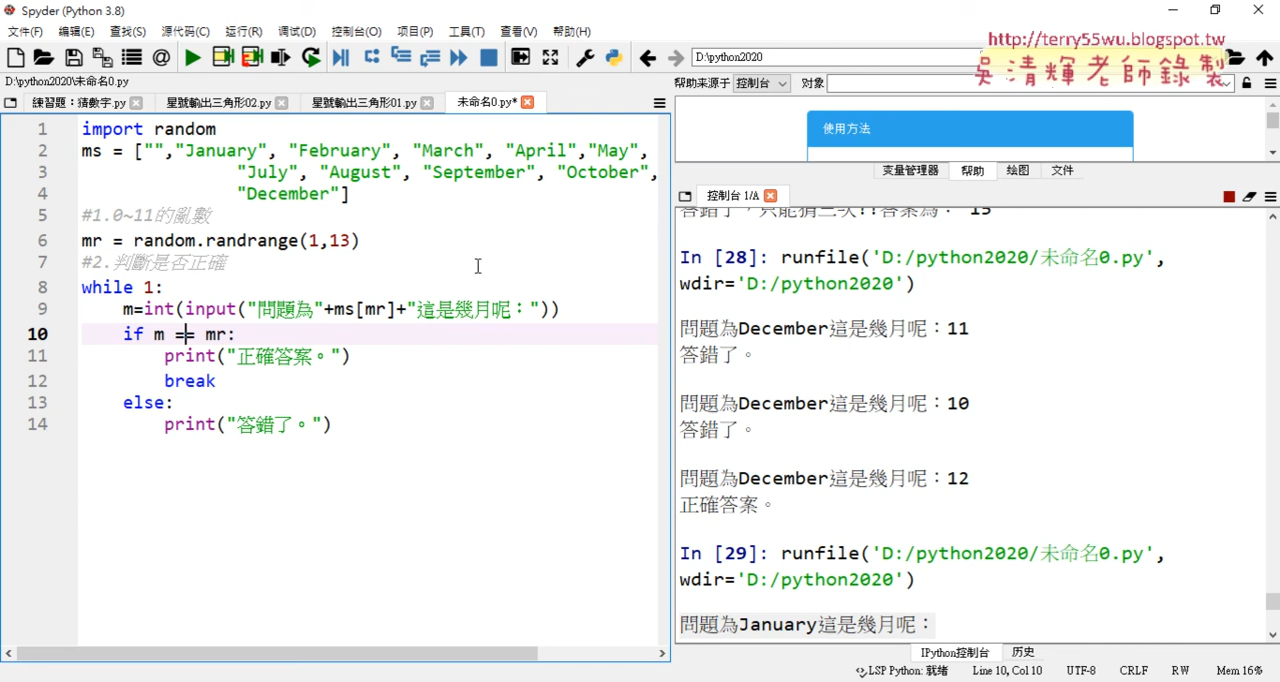 Spyder (Python 3.8)
文件(F) 编辑(E) 查找(S) 源代码(C) 运行(R) 调试(D) 控制台(O) 项目(P) 工具(T) 查看(V) 帮助(H)
D:\python2020
http://terry55wu.blogspot.tw
吳清輝老師錄製
D:\python2020\未命名0.py
帮助来源于 控制台 对象
練習題：猜數字.py 星號輸出三角形02.py 星號輸出三角形01.py 未命名0.py*
1 import random
2 ms = ["","January", "February", "March", "April","May",
3 "July", "August", "September", "October",
4 "December"]
5 #1.0~11的亂數
6 mr = random.randrange(1,13)
7 #2.判斷是否正確
8 while 1:
9 m=int(input("問題為"+ms[mr]+"這是幾月呢："))
10 if m == mr:
11 print("正確答案。")
12 break
13 else:
14 print("答錯了。")
使用方法
变量管理器 帮助 绘图 文件
控制台 1/A
答錯了，只能猜三次!!答案為： 15
In [28]: runfile('D:/python2020/未命名0.py',
wdir='D:/python2020')
問題為December這是幾月呢：11
答錯了。
問題為December這是幾月呢：10
答錯了。
問題為December這是幾月呢：12
正確答案。
In [29]: runfile('D:/python2020/未命名0.py',
wdir='D:/python2020')
問題為January這是幾月呢：
IPython控制台 历史
LSP Python: 就绪 Line 10, Col 10 UTF-8 CRLF RW Mem 16%